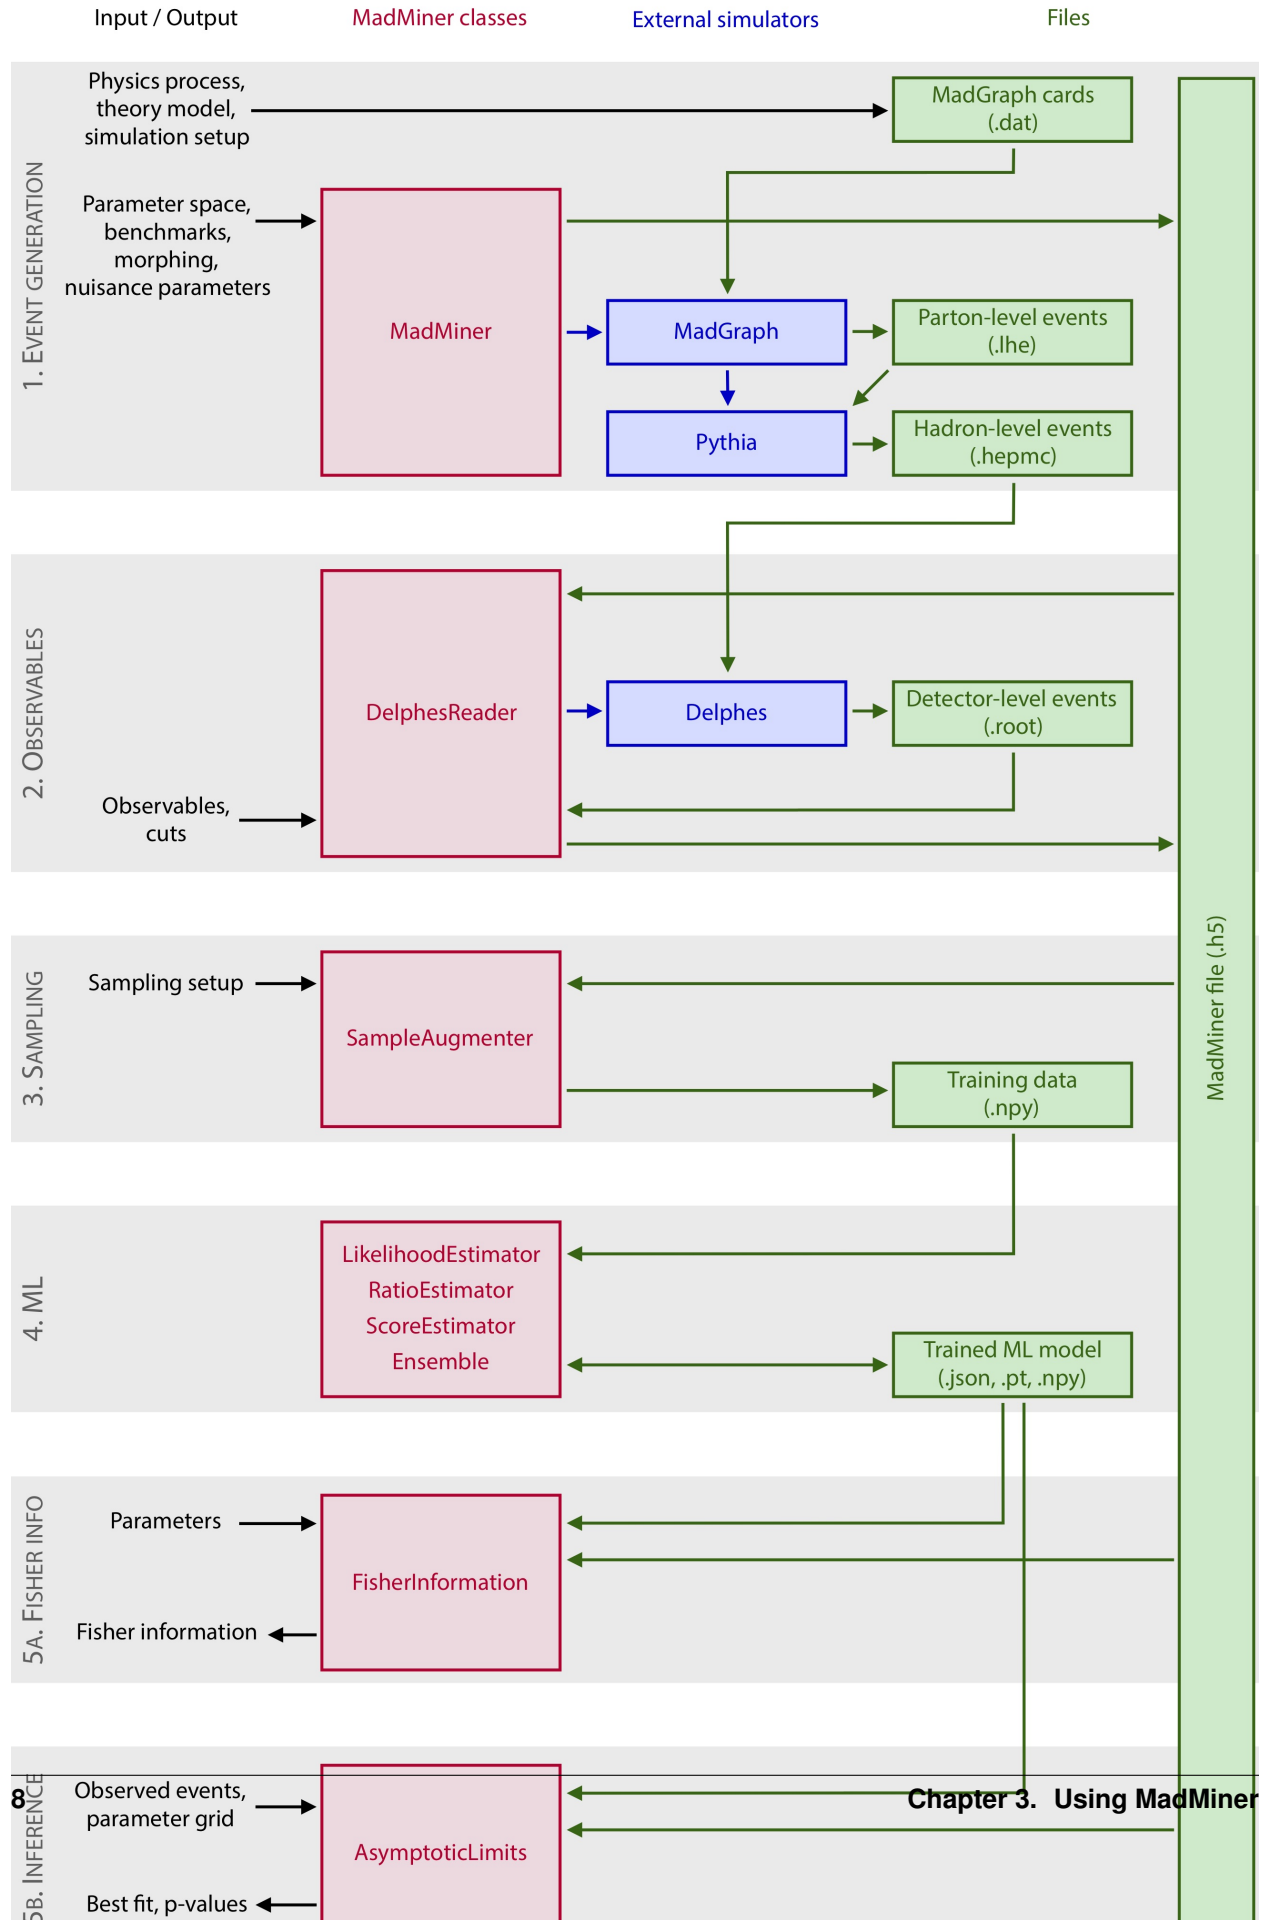 Input / Output
MadMiner classes
External simulators
Files
1. EVENT GENERATION
Physics process,
theory model,
simulation setup
MadGraph cards
(.dat)
Parameter space,
benchmarks,
morphing,
nuisance parameters
MadMiner
MadGraph
Parton-level events
(.lhe)
Pythia
Hadron-level events
(.hepmc)
2. OBSERVABLES
DelphesReader
Delphes
Detector-level events
(.root)
Observables,
cuts
MadMiner file (.h5)
3. SAMPLING
Sampling setup
SampleAugmenter
Training data
(.npy)
4. ML
LikelihoodEstimator
RatioEstimator
ScoreEstimator
Ensemble
Trained ML model
(.json, .pt, .npy)
5A. FISHER INFO
Parameters
FisherInformation
Fisher information
5B. INFERENCE
Observed events,
parameter grid
AsymptoticLimits
Best fit, p-values
8
Chapter 3. Using MadMiner